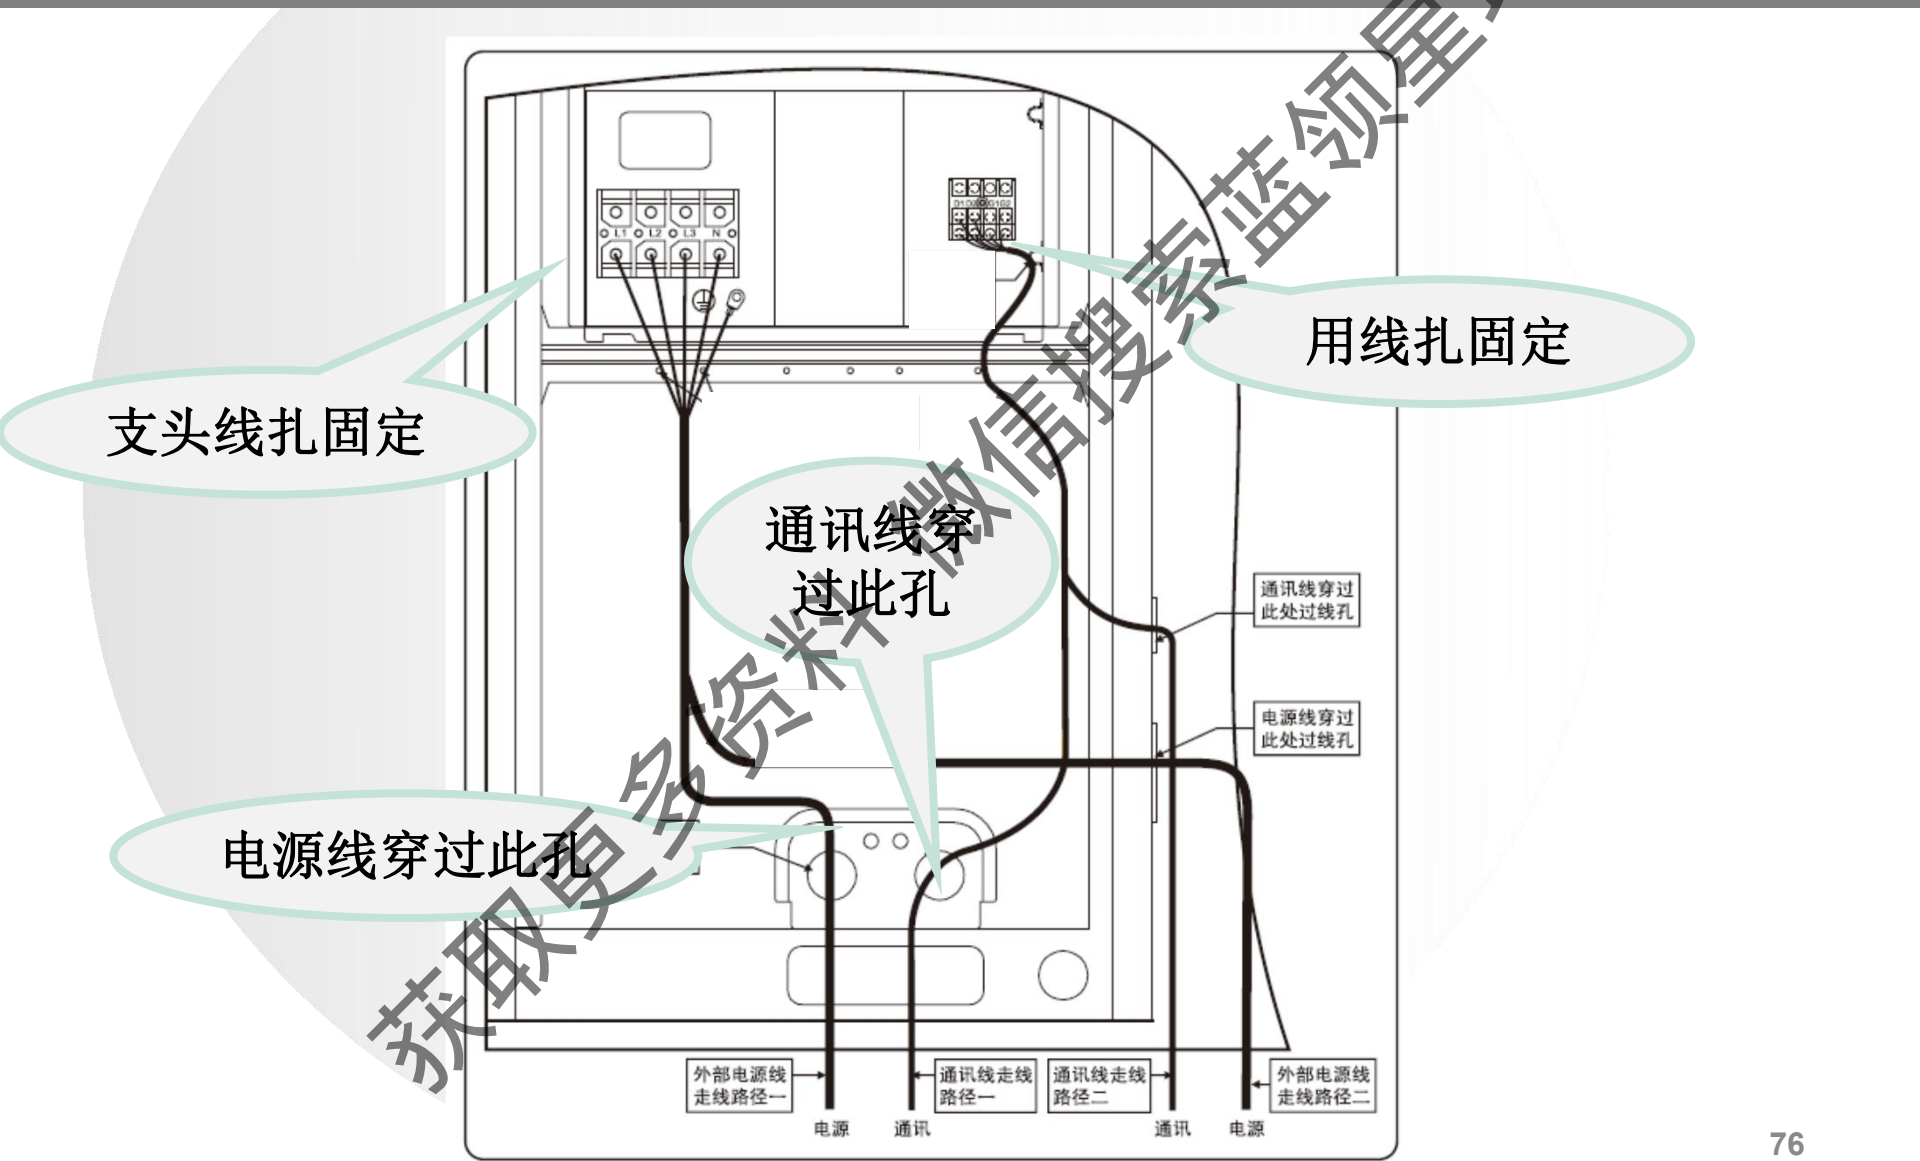 L1 L2 L3 N
D1D2 G1G2
用线扎固定
支头线扎固定
通讯线穿
过此孔
通讯线穿过
此处过线孔
电源线穿过
此处过线孔
电源线穿过此孔
外部电源线
走线路径一
通讯线走线
路径一
通讯线走线
路径二
外部电源线
走线路径二
电源
通讯
通讯
电源
获取更多资料 微信搜索蓝领星
76